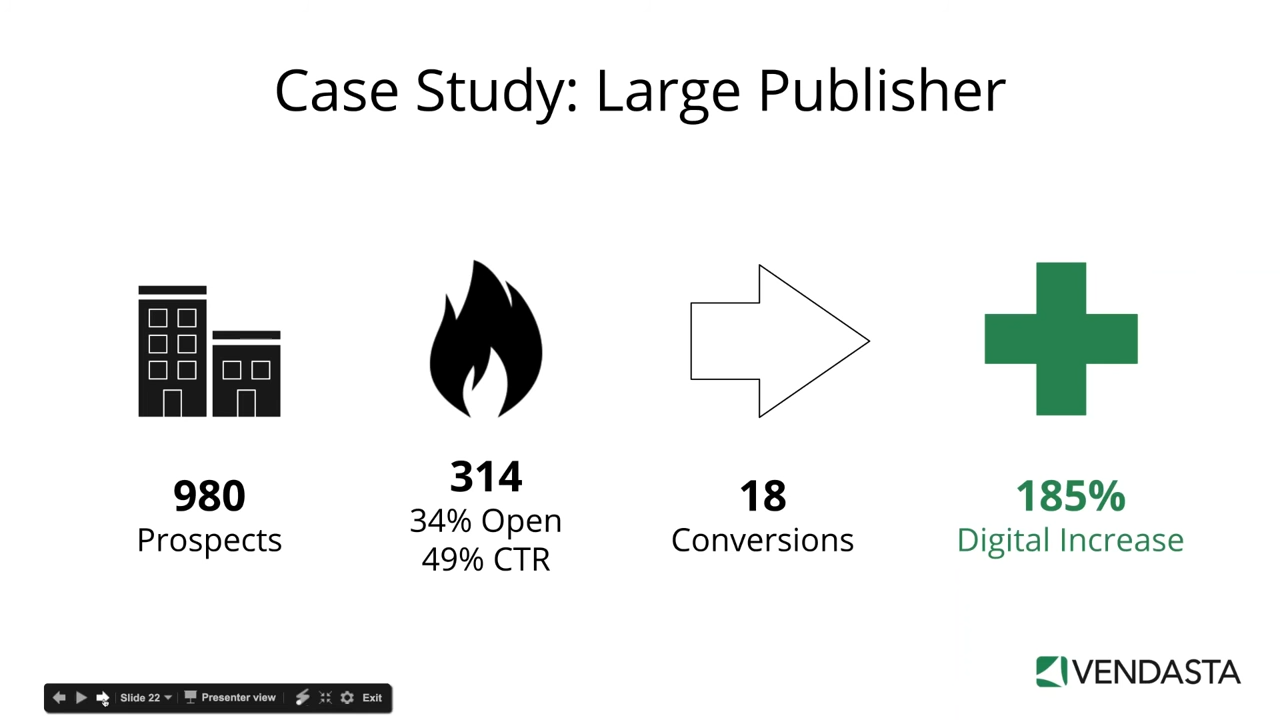 Case Study: Large Publisher
980
Prospects
314
34% Open
49% CTR
18
Conversions
185%
Digital Increase
VENDASTA
Slide 22
Presenter view
Exit